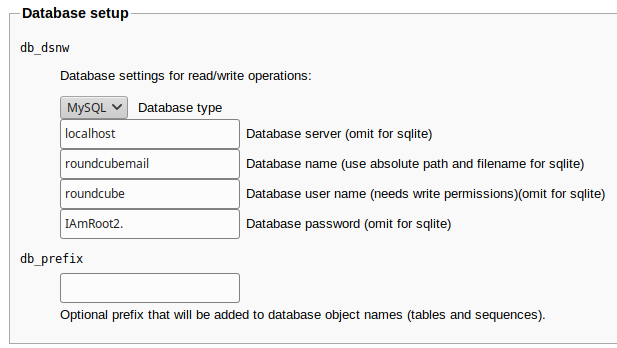 Database setup
db_dsnw
Database settings for read/write operations:
MySQL Database type
localhost Database server (omit for sqlite)
roundcubemail Database name (use absolute path and filename for sqlite)
roundcube Database user name (needs write permissions)(omit for sqlite)
IAmRoot2. Database password (omit for sqlite)
db_prefix
Optional prefix that will be added to database object names (tables and sequences).